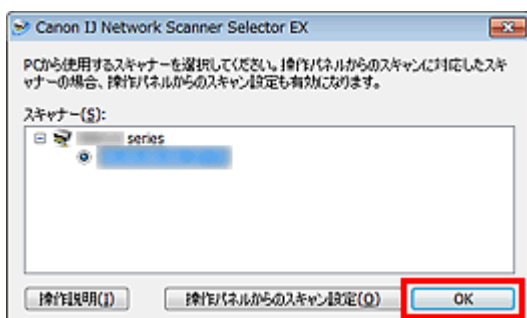 Canon IJ Network Scanner Selector EX
PCから使用するスキャナーを選択してください。操作パネルからのスキャンに対応したスキ
ャナーの場合、操作パネルからのスキャン設定も有効になります。
スキャナー(S):
series
操作説明(I)
操作パネルからのスキャン設定(O)
OK